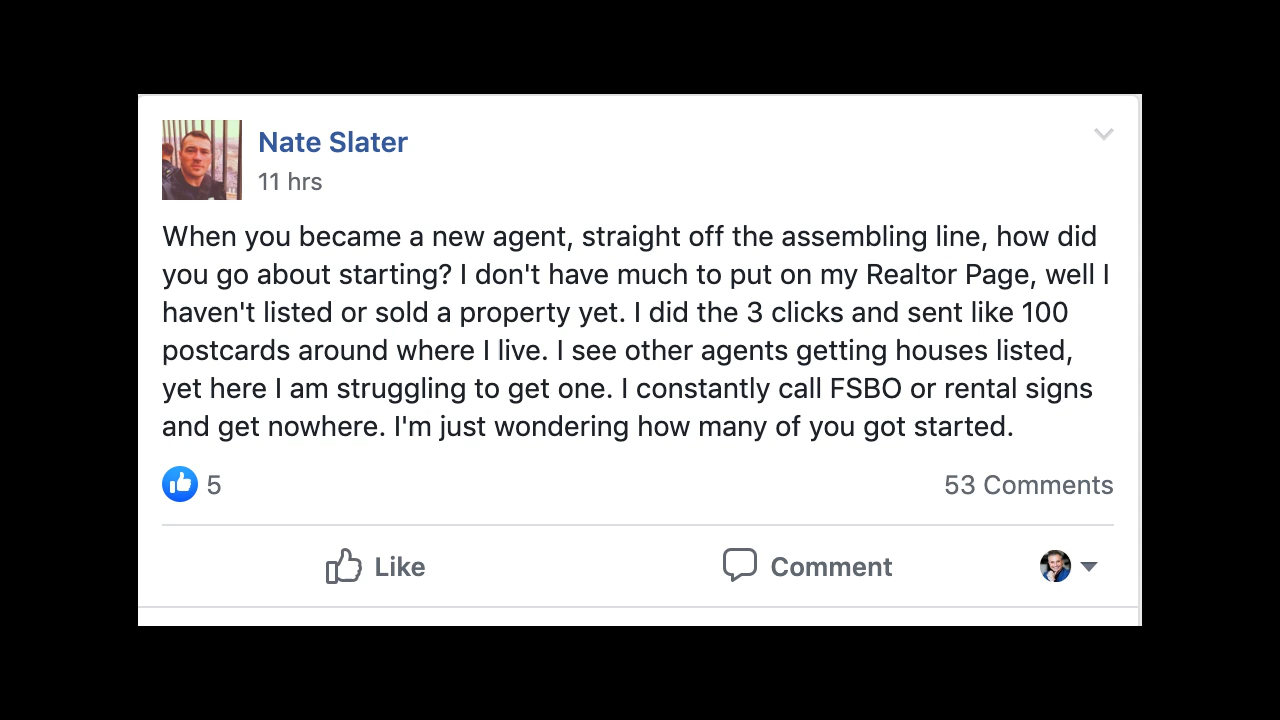 Nate Slater
11 hrs
When you became a new agent, straight off the assembling line, how did
you go about starting? I don't have much to put on my Realtor Page, well I
haven't listed or sold a property yet. I did the 3 clicks and sent like 100
postcards around where I live. I see other agents getting houses listed,
yet here I am struggling to get one. I constantly call FSBO or rental signs
and get nowhere. I'm just wondering how many of you got started.
5 53 Comments
Like Comment